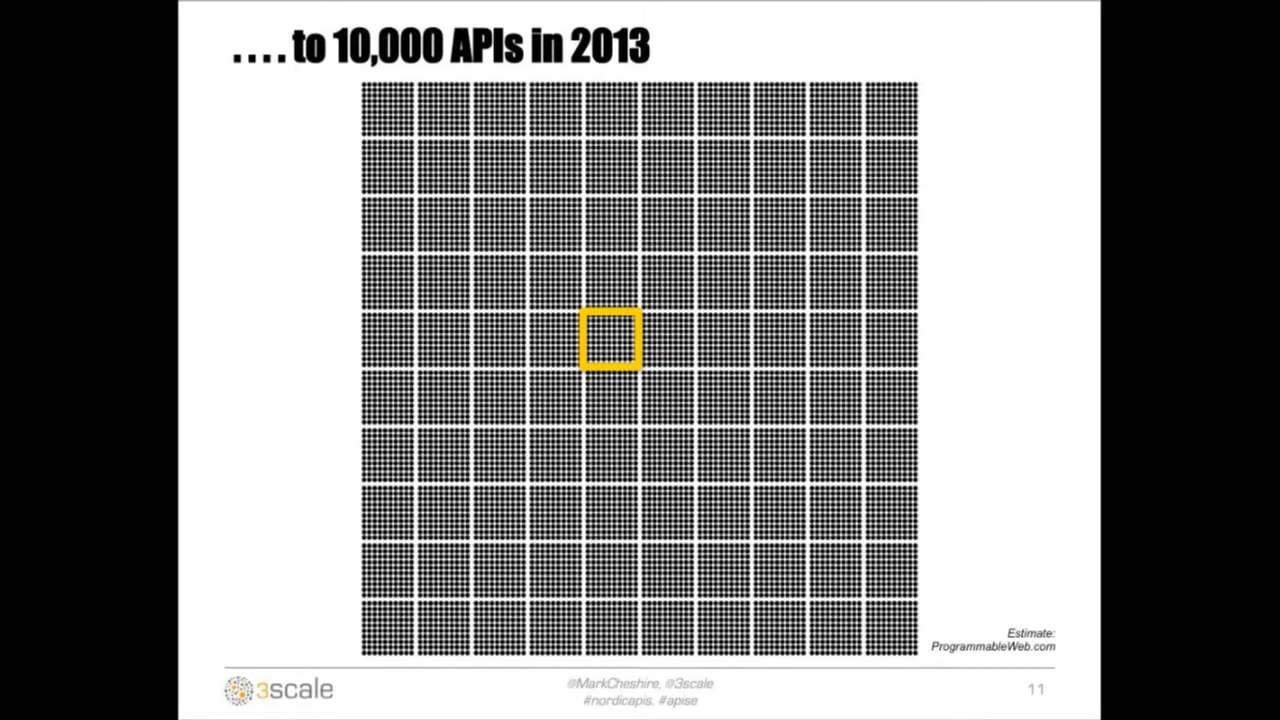 . . . . to 10,000 APIs in 2013
Estimate:
ProgrammableWeb.com
3scale
@MarkCheshire, @3scale
#nordicapis. #apise
11